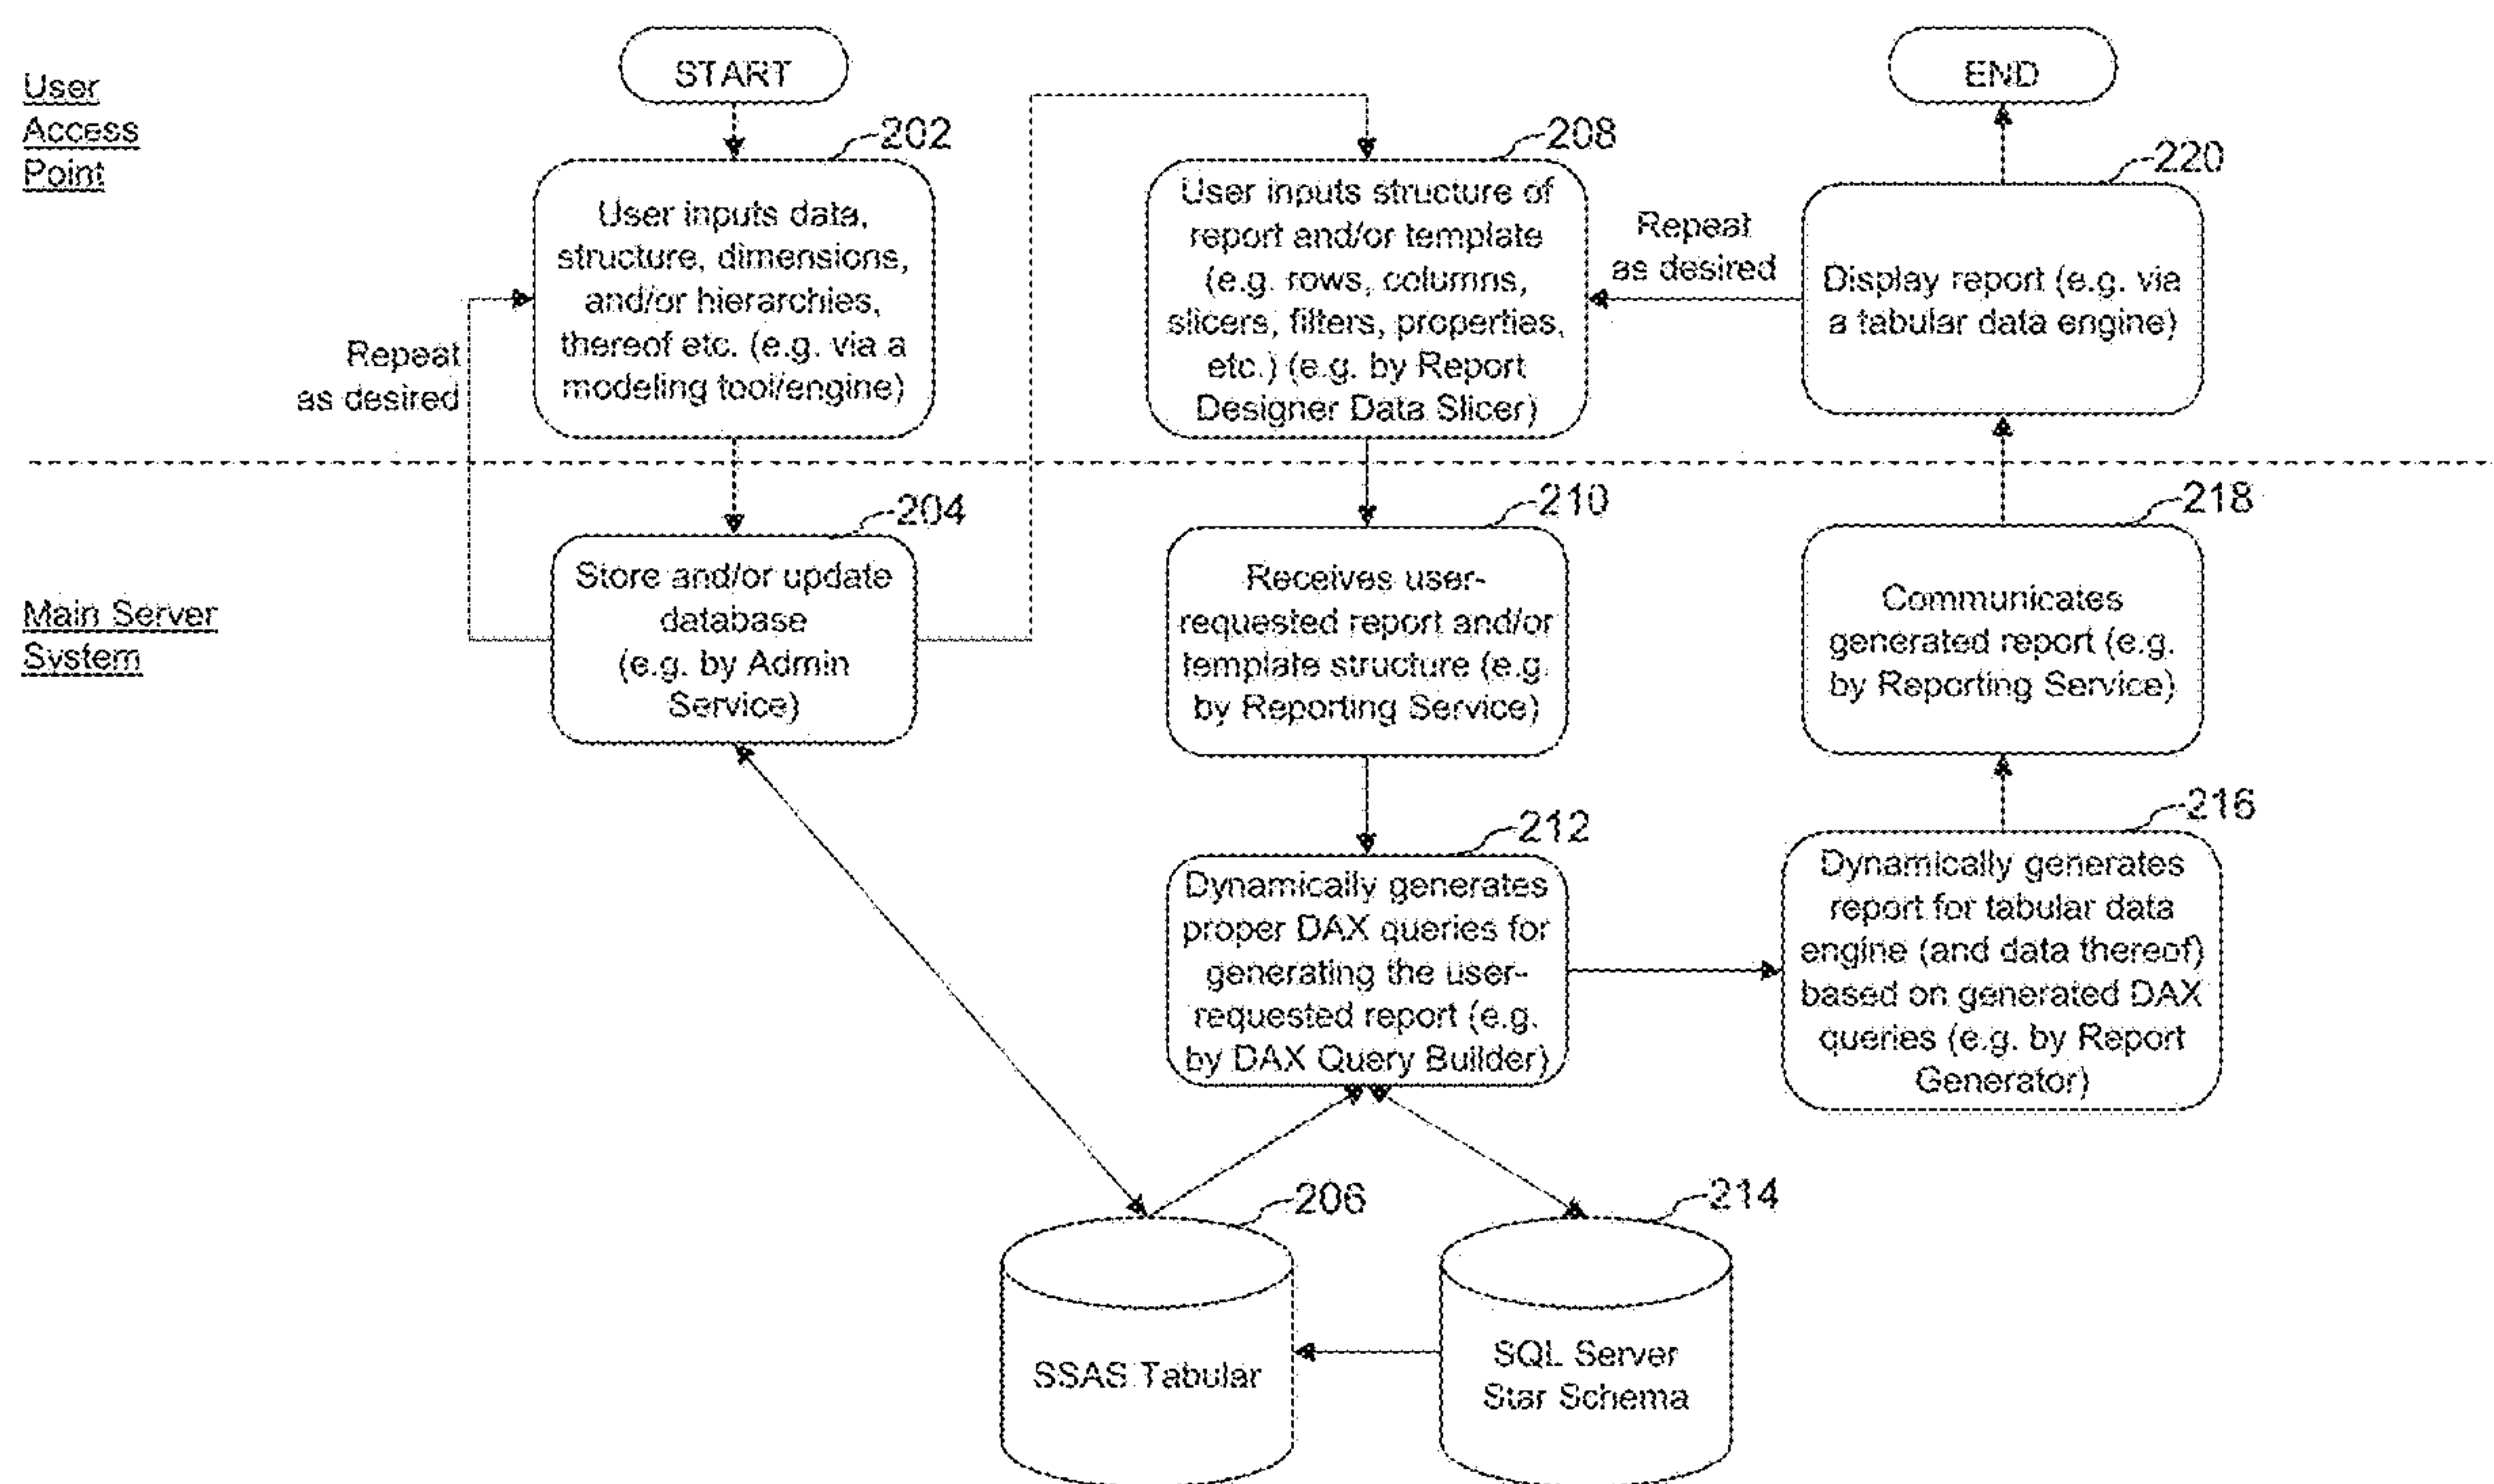 User
Access
Point
START
202
User inputs data,
structure, dimensions,
and/or hierarchies,
thereof etc. (e.g. via a
modeling tool/engine)
Repeat
as desired
208
User inputs structure of
report and/or template
(e.g. rows, columns,
slicers, filters, properties,
etc.) (e.g. by Report
Designer Data Slicer)
Repeat
as desired
END
220
Display report (e.g. via
a tabular data engine)
Main Server
System
204
Store and/or update
database
(e.g. by Admin
Service)
210
Receives user-
requested report and/or
template structure (e.g.
by Reporting Service)
218
Communicates
generated report (e.g.
by Reporting Service)
212
Dynamically generates
proper DAX queries for
generating the user-
requested report (e.g.
by DAX Query Builder)
216
Dynamically generates
report for tabular data
engine (and data thereof)
based on generated DAX
queries (e.g. by Report
Generator)
206
SSAS Tabular
214
SQL Server
Star Schema